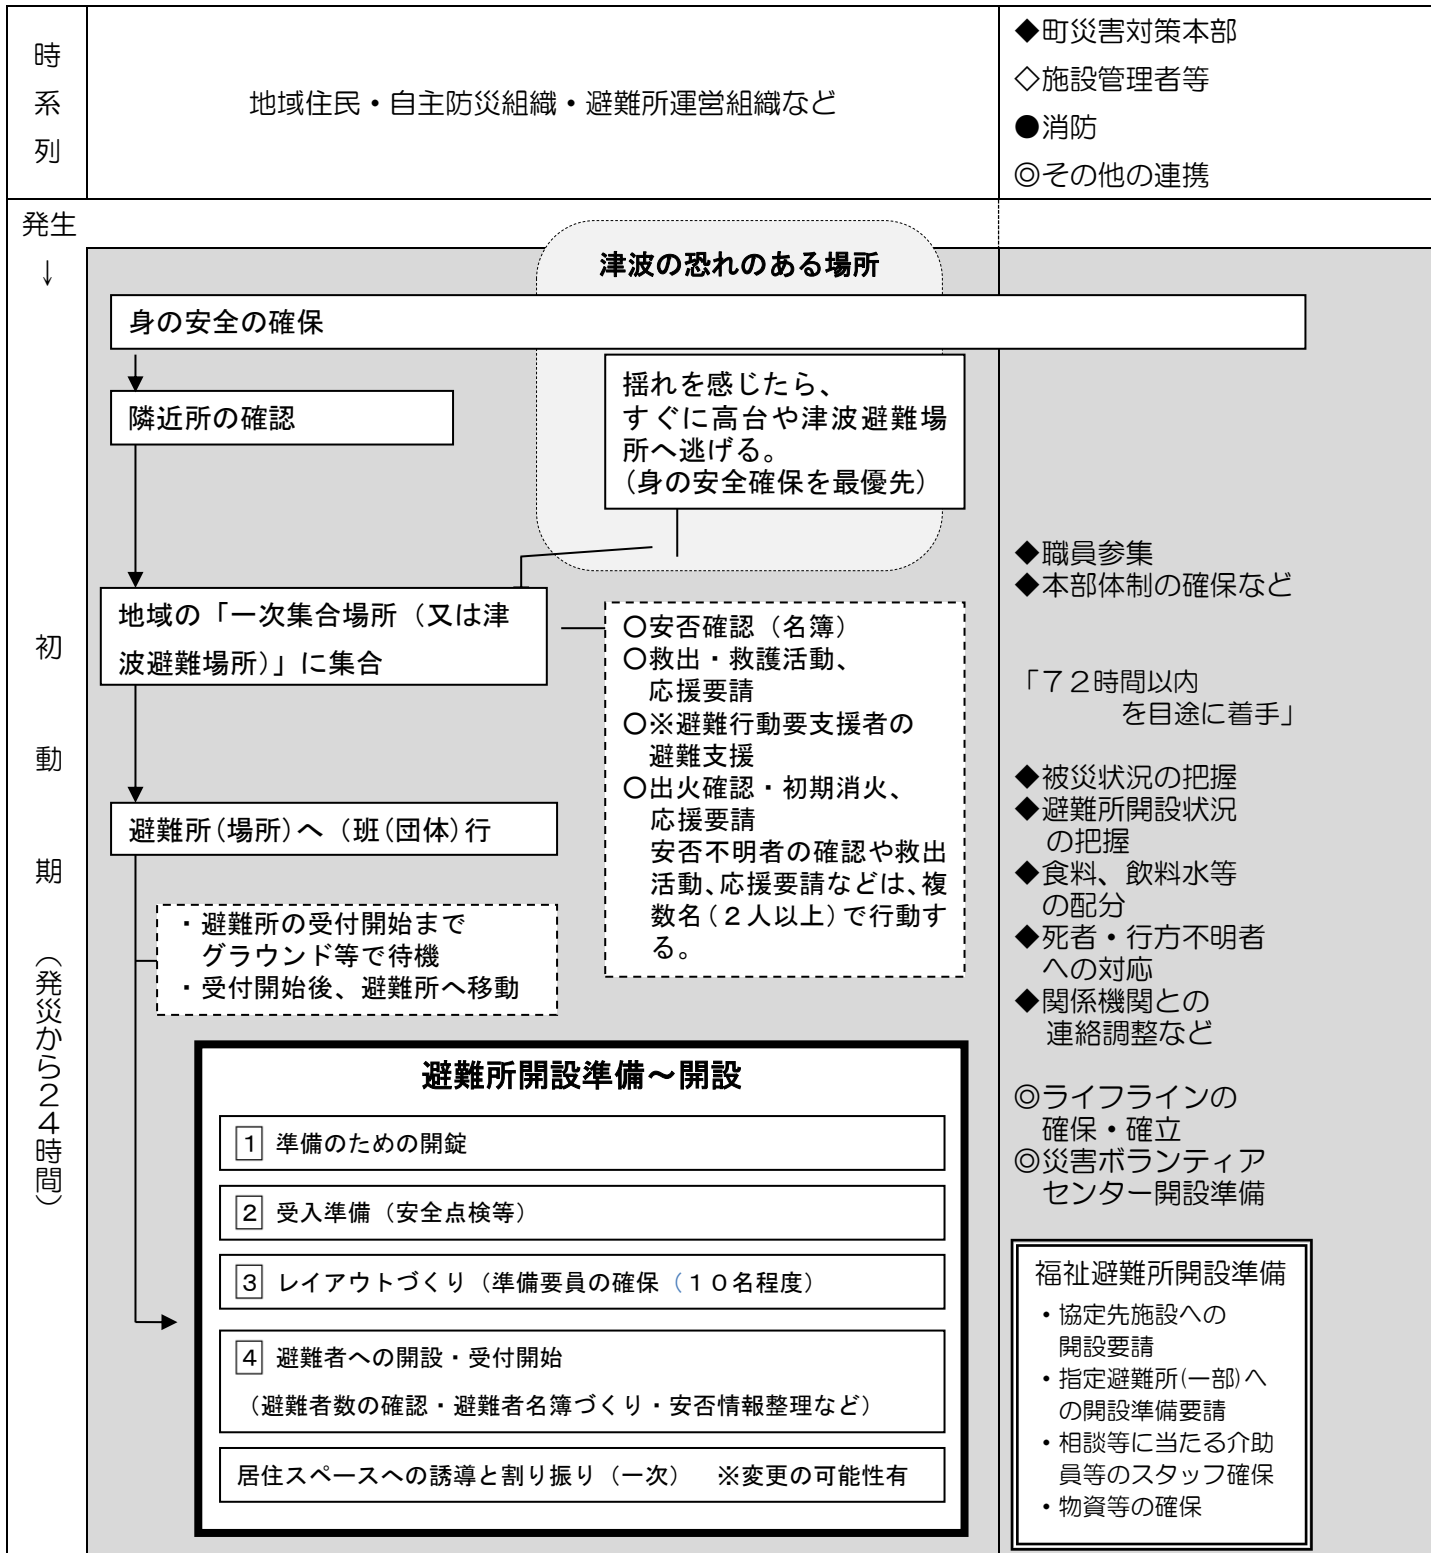 時
系
列
地域住民・自主防災組織・避難所運営組織など
◆町災害対策本部
◇施設管理者等
●消防
◎その他の連携
発生
↓
初
動
期
（発災から２４時間）
津波の恐れのある場所
身の安全の確保
隣近所の確認
揺れを感じたら、
すぐに高台や津波避難場
所へ逃げる。
（身の安全確保を最優先）
地域の「一次集合場所（又は津
波避難場所）」に集合
○安否確認（名簿）
○救出・救護活動、
応援要請
○※避難行動要支援者の
避難支援
○出火確認・初期消火、
応援要請
安否不明者の確認や救出
活動、応援要請などは、複
数名（２人以上）で行動す
る。
避難所（場所）へ（班（団体）行
・避難所の受付開始まで
グラウンド等で待機
・受付開始後、避難所へ移動
避難所開設準備～開設
1 準備のための開錠
2 受入準備（安全点検等）
3 レイアウトづくり（準備要員の確保（１０名程度）
4 避難者への開設・受付開始
（避難者数の確認・避難者名簿づくり・安否情報整理など）
居住スペースへの誘導と割り振り（一次）　※変更の可能性有
◆職員参集
◆本部体制の確保など
「７２時間以内
を目途に着手」
◆被災状況の把握
◆避難所開設状況
の把握
◆食料、飲料水等
の配分
◆死者・行方不明者
への対応
◆関係機関との
連絡調整など
◎ライフラインの
確保・確立
◎災害ボランティア
センター開設準備
福祉避難所開設準備
・協定先施設への
開設要請
・指定避難所(一部)へ
の開設準備要請
・相談等に当たる介助
員等のスタッフ確保
・物資等の確保